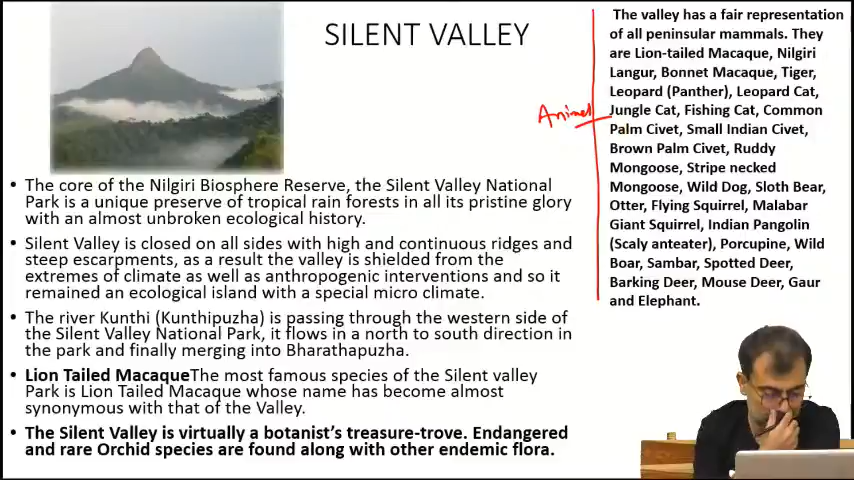 SILENT VALLEY
• The core of the Nilgiri Biosphere Reserve, the Silent Valley National
Park is a unique preserve of tropical rain forests in all its pristine glory
with an almost unbroken ecological history.
• Silent Valley is closed on all sides with high and continuous ridges and
steep escarpments, as a result the valley is shielded from the
extremes of climate as well as anthropogenic interventions and so it
remained an ecological island with a special micro climate.
• The river Kunthi (Kunthipuzha) is passing through the western side of
the Silent Valley National Park, it flows in a north to south direction in
the park and finally merging into Bharathapuzha.
• Lion Tailed MacaqueThe most famous species of the Silent valley
Park is Lion Tailed Macaque whose name has become almost
synonymous with that of the Valley.
• The Silent Valley is virtually a botanist's treasure-trove. Endangered
and rare Orchid species are found along with other endemic flora.
Animal
The valley has a fair representation
of all peninsular mammals. They
are Lion-tailed Macaque, Nilgiri
Langur, Bonnet Macaque, Tiger,
Leopard (Panther), Leopard Cat,
Jungle Cat, Fishing Cat, Common
Palm Civet, Small Indian Civet,
Brown Palm Civet, Ruddy
Mongoose, Stripe necked
Mongoose, Wild Dog, Sloth Bear,
Otter, Flying Squirrel, Malabar
Giant Squirrel, Indian Pangolin
(Scaly anteater), Porcupine, Wild
Boar, Sambar, Spotted Deer,
Barking Deer, Mouse Deer, Gaur
and Elephant.